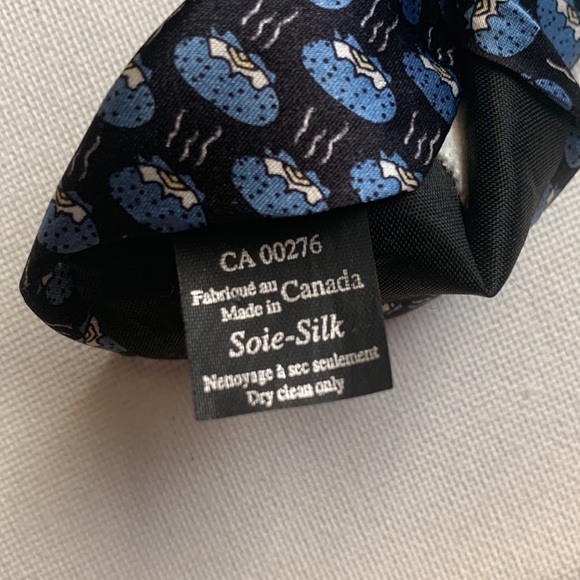 CA 00276
Fabriqué au
Made in Canada
Soie-Silk
Nettoyage à sec seulement
Dry clean only